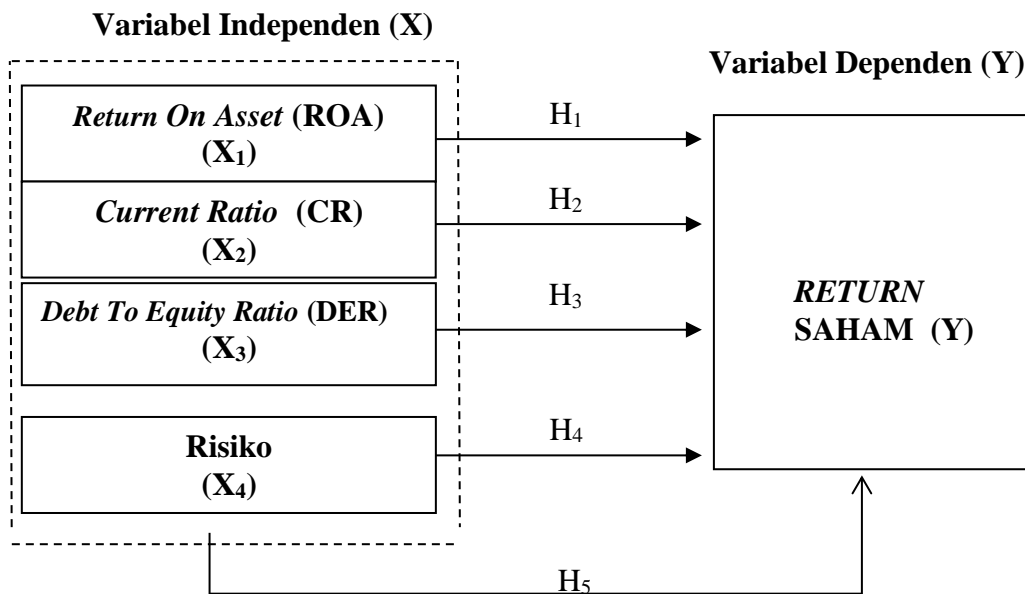 Variabel Independen (X)
Variabel Dependen (Y)
Return On Asset (ROA)
(X₁)
H₁
Current Ratio (CR)
(X₂)
H₂
Debt To Equity Ratio (DER)
(X₃)
H₃
RETURN
SAHAM (Y)
Risiko
(X₄)
H₄
H₅